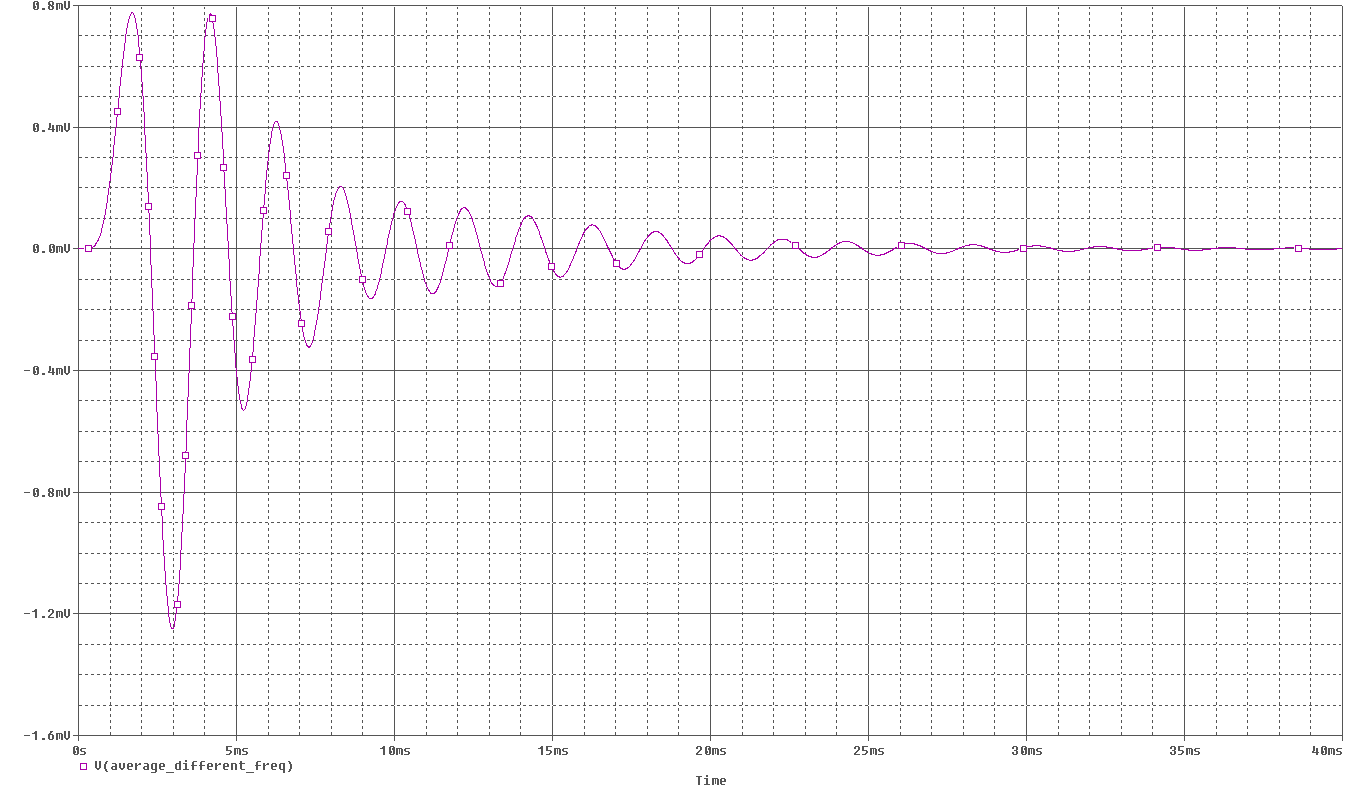 0.8mV
0.4mV
0.0mV
-0.4mV
-0.8mV
-1.2mV
-1.6mV
0s 5ms 10ms 15ms 20ms 25ms 30ms 35ms 40ms
V(average_different_freq)
Time